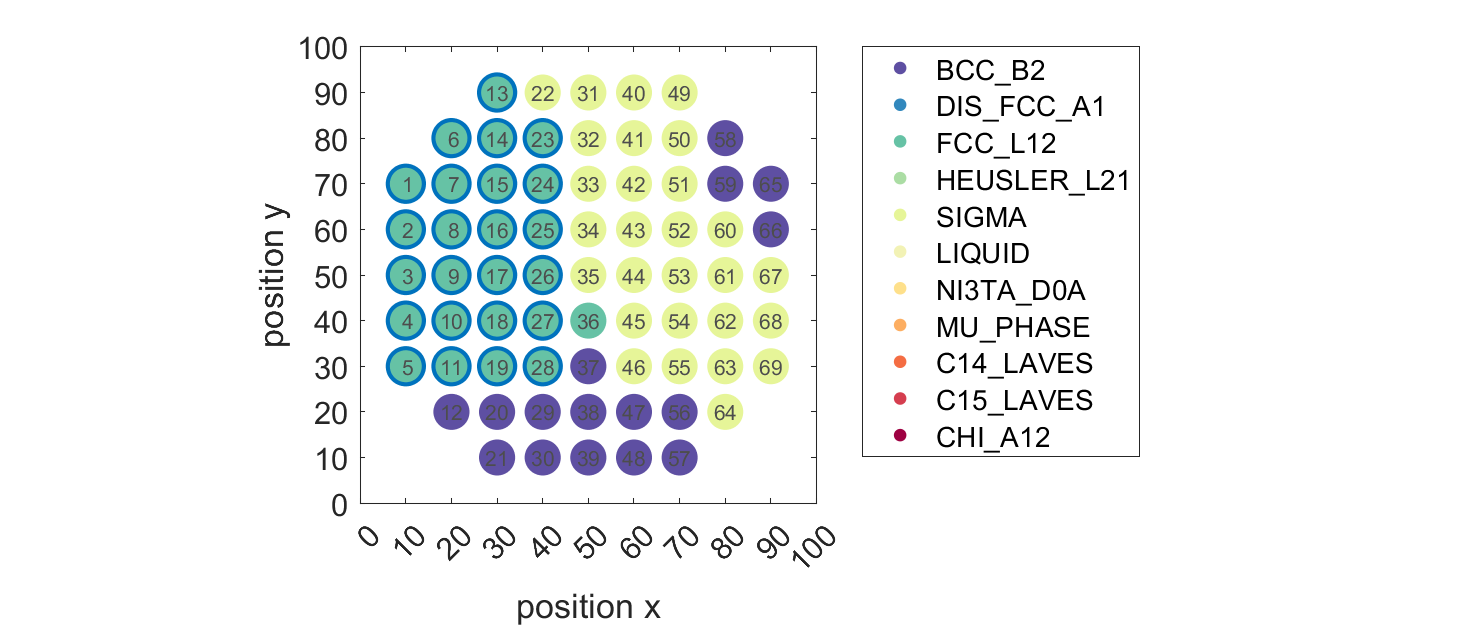 100
90
80
70
60
50
40
30
20
10
0
position y
13 22 31 40 49
6 14 23 32 41 50 58
1 7 15 24 33 42 51 59 65
2 8 16 25 34 43 52 60 66
3 9 17 26 35 44 53 61 67
4 10 18 27 36 45 54 62 68
5 11 19 28 37 46 55 63 69
12 20 29 38 47 56 64
21 30 39 48 57
0 10 20 30 40 50 60 70 80 90 100
position x
BCC_B2
DIS_FCC_A1
FCC_L12
HEUSLER_L21
SIGMA
LIQUID
NI3TA_D0A
MU_PHASE
C14_LAVES
C15_LAVES
CHI_A12